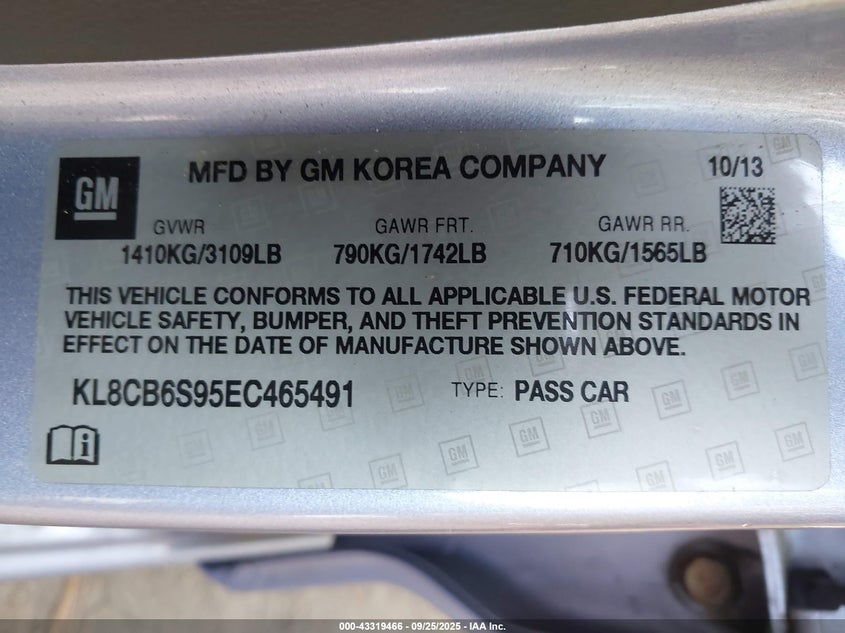 GM
MFD BY GM KOREA COMPANY 10/13
GVWR GAWR FRT. GAWR RR.
1410KG/3109LB 790KG/1742LB 710KG/1565LB
THIS VEHICLE CONFORMS TO ALL APPLICABLE U.S. FEDERAL MOTOR
VEHICLE SAFETY, BUMPER, AND THEFT PREVENTION STANDARDS IN
EFFECT ON THE DATE OF MANUFACTURE SHOWN ABOVE.
KL8CB6S95EC465491 TYPE: PASS CAR
000-43319466 - 09/25/2025 - IAA Inc.